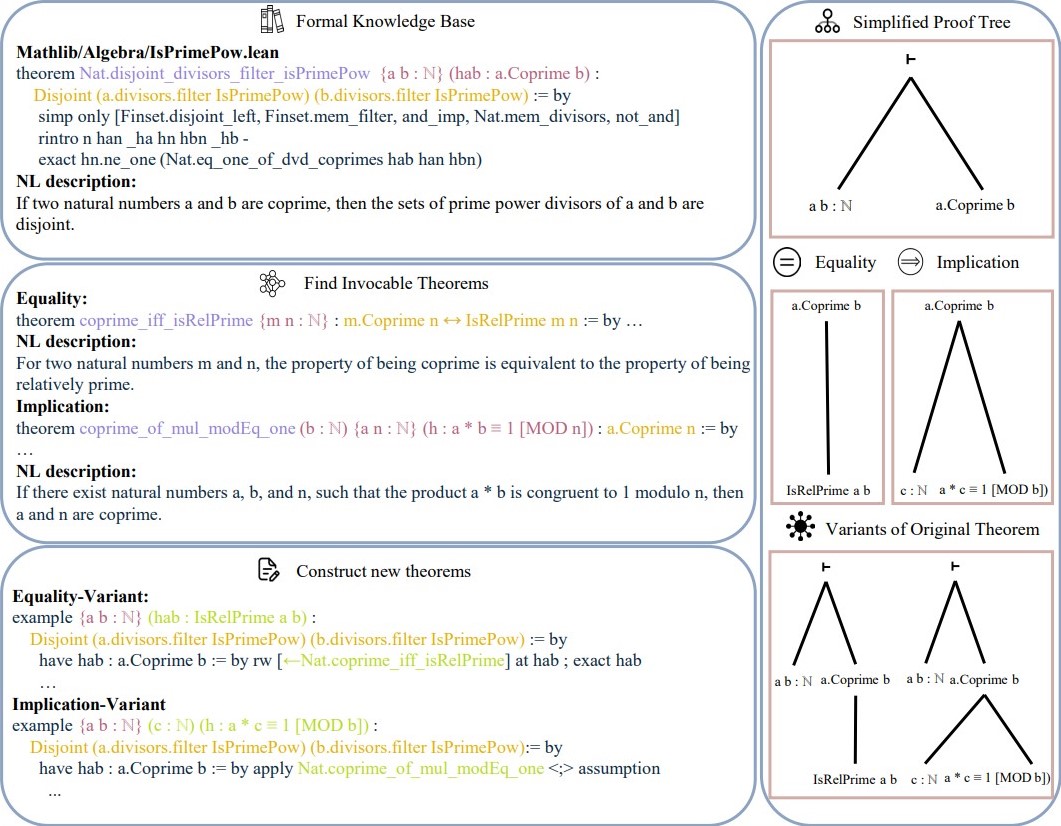 Formal Knowledge Base
Mathlib/Algebra/IsPrimePow.lean
theorem Nat.disjoint_divisors_filter_isPrimePow {a b : ℕ} (hab : a.Coprime b) :
Disjoint (a.divisors.filter IsPrimePow) (b.divisors.filter IsPrimePow) := by
simp only [Finset.disjoint_left, Finset.mem_filter, and_imp, Nat.mem_divisors, not_and]
rintro n han _ha hn hbn _hb -
exact hn.ne_one (Nat.eq_one_of_dvd_coprimes hab han hbn)
NL description:
If two natural numbers a and b are coprime, then the sets of prime power divisors of a and b are
disjoint.
Find Invocable Theorems
Equality:
theorem coprime_iff_isRelPrime {m n : ℕ} : m.Coprime n ↔ IsRelPrime m n := by …
NL description:
For two natural numbers m and n, the property of being coprime is equivalent to the property of being
relatively prime.
Implication:
theorem coprime_of_mul_modEq_one (b : ℕ) {a n : ℕ} (h : a * b ≡ 1 [MOD n]) : a.Coprime n := by
…
NL description:
If there exist natural numbers a, b, and n, such that the product a * b is congruent to 1 modulo n, then
a and n are coprime.
Construct new theorems
Equality-Variant:
example {a b : ℕ} (hab : IsRelPrime a b) :
Disjoint (a.divisors.filter IsPrimePow) (b.divisors.filter IsPrimePow) := by
have hab : a.Coprime b := by rw [←Nat.coprime_iff_isRelPrime] at hab ; exact hab
…
Implication-Variant
example {a b : ℕ} (c : ℕ) (h : a * c ≡ 1 [MOD b]) :
Disjoint (a.divisors.filter IsPrimePow) (b.divisors.filter IsPrimePow):= by
have hab : a.Coprime b := by apply Nat.coprime_of_mul_modEq_one <;> assumption
...
Simplified Proof Tree
⊢
a b : ℕ a.Coprime b
= Equality ⇒ Implication
a.Coprime b a.Coprime b
IsRelPrime a b c : ℕ a * c ≡ 1 [MOD b])
Variants of Original Theorem
⊢ ⊢
a b : ℕ a.Coprime b a b : ℕ a.Coprime b
IsRelPrime a b c : ℕ a * c ≡ 1 [MOD b])